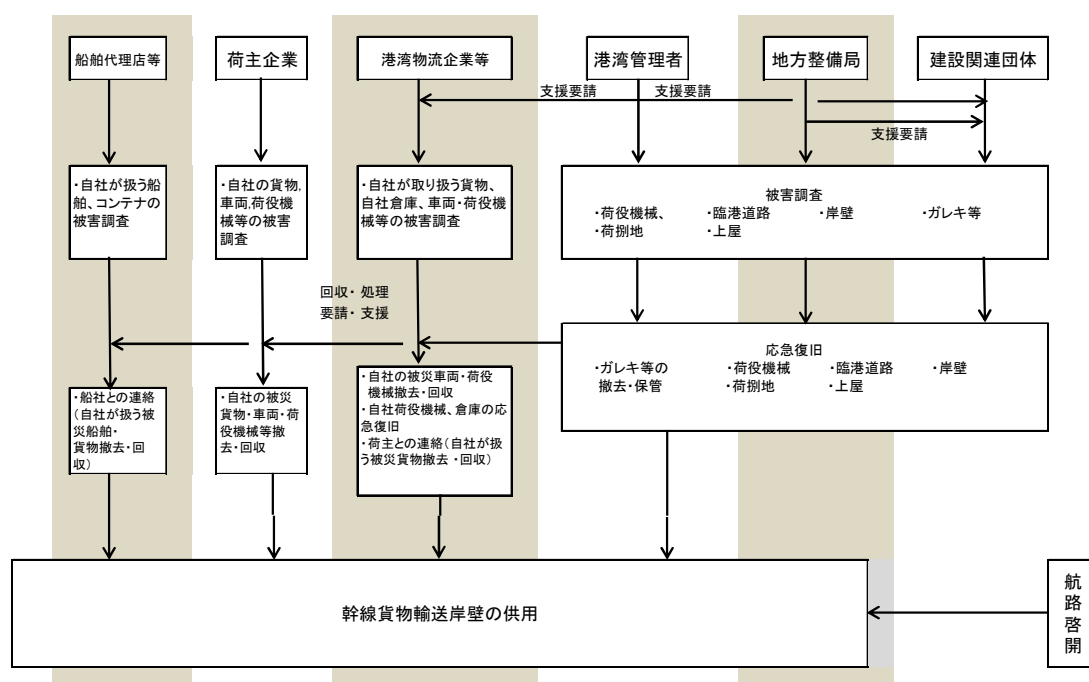 船舶代理店等
荷主企業
港湾物流企業等
港湾管理者
地方整備局
建設関連団体
支援要請
支援要請
支援要請
・自社が扱う船
舶、コンテナの
被害調査
・自社の貨物,
車両,荷役機
械等の被害
調査
・自社が取り扱う貨物、
自社倉庫、車両・荷役機
械等の被害調査
被害調査
・荷役機械、 ・臨港道路 ・岸壁 ・ガレキ等
・荷捌地 ・上屋
回収・処理
要請・支援
・船社との連絡
(自社が扱う被
災船舶・
貨物撤去・回
収)
・自社の被災
貨物・車両・荷
役機械等撤
去・回収
・自社の被災車両・荷役
機械撤去・回収
・自社荷役機械、倉庫の応
急復旧
・荷主との連絡(自社が扱
う被災貨物撤去・回収)
応急復旧
・ガレキ等の ・荷役機械 ・臨港道路 ・岸壁
撤去・保管 ・荷捌地 ・上屋
幹線貨物輸送岸壁の供用
航路啓開